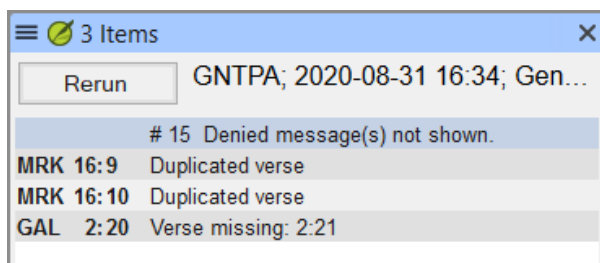 3 Items
Rerun
GNTPA; 2020-08-31 16:34; Gen...
# 15 Denied message(s) not shown.
MRK 16:9 Duplicated verse
MRK 16:10 Duplicated verse
GAL 2:20 Verse missing: 2:21